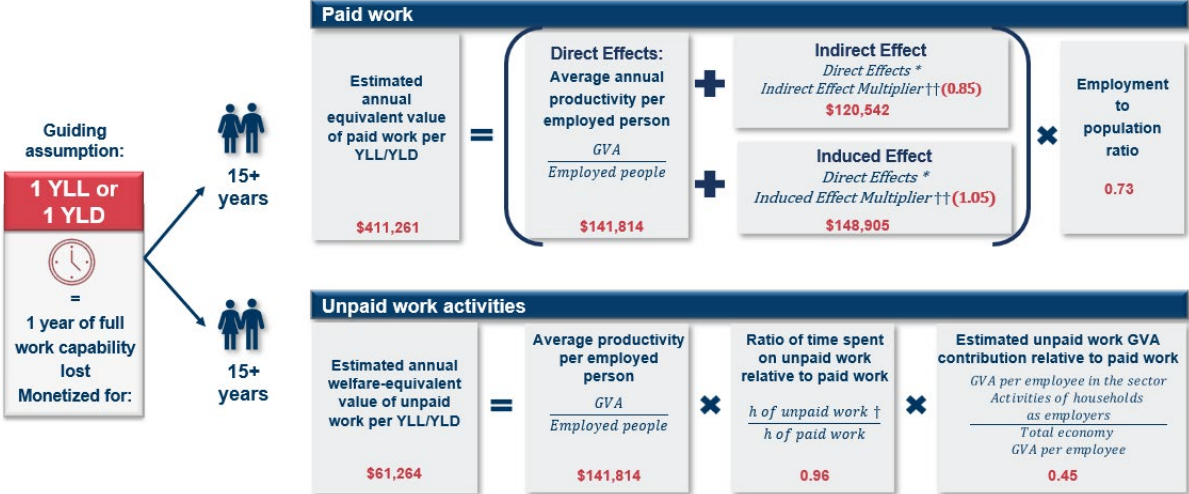 Guiding
assumption:
1 YLL or
1 YLD
=
1 year of full
work capability
lost
Monetized for:
15+
years
15+
years
Paid work
Estimated
annual
equivalent value
of paid work per
YLL/YLD
$411,261
=
Direct Effects:
Average annual
productivity per
employed person
GVA
Employed people
$141,814
+
Indirect Effect
Direct Effects *
Indirect Effect Multiplier ††(0.85)
$120,542
+
Induced Effect
Direct Effects *
Induced Effect Multiplier ††(1.05)
$148,905
×
Employment
to
population
ratio
0.73
Unpaid work activities
Estimated annual
welfare-equivalent
value of unpaid
work per YLL/YLD
$61,264
=
Average productivity
per employed
person
GVA
Employed people
$141,814
×
Ratio of time spent
on unpaid work
relative to paid work
h of unpaid work †
h of paid work
0.96
×
Estimated unpaid work GVA
contribution relative to paid work
GVA per employee in the sector
Activities of households
as employers
Total economy
GVA per employee
0.45